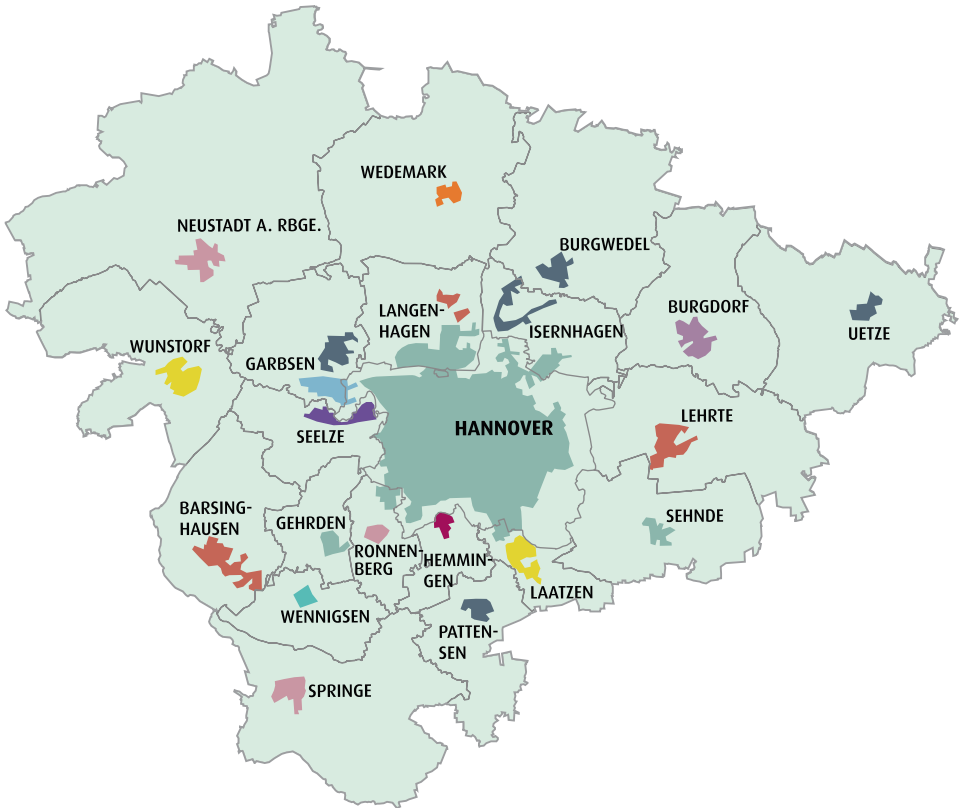 WEDEMARK
NEUSTADT A. RBGE.
BURGWEDEL
LANGEN-
HAGEN
BURGDORF
ISERNHAGEN
UETZE
WUNSTORF
GARBSEN
LEHRTE
HANNOVER
SEELZE
BARSING-
HAUSEN
GEHRDEN
SEHNDE
RONNEN-
BERG
HEMMIN-
GEN
LAATZEN
WENNIGSEN
PATTEN-
SEN
SPRINGE